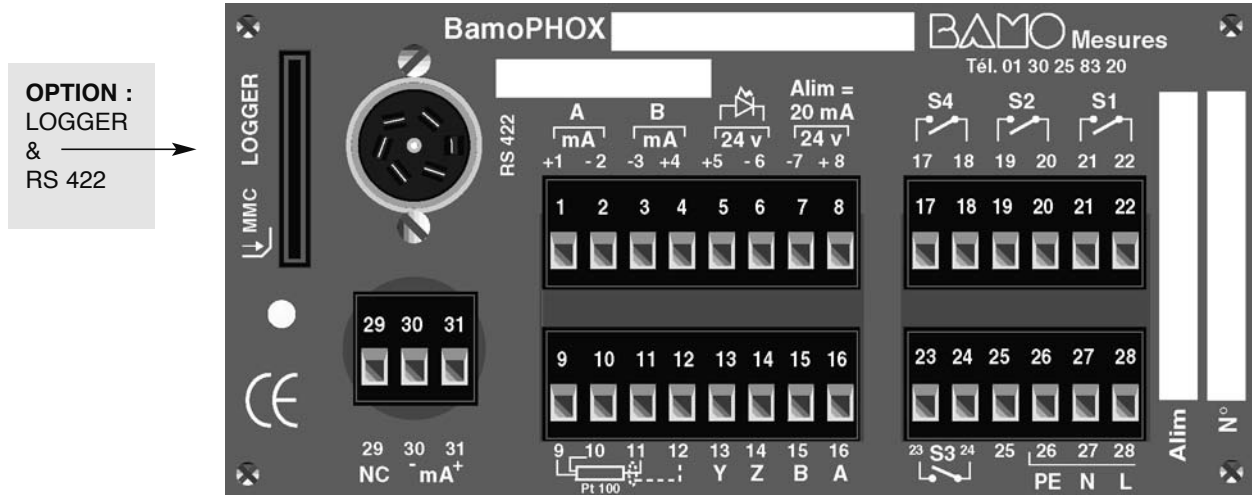 OPTION :
LOGGER
&
RS 422
MMC LOGGER
RS 422
BamoPHOX
BAMO Mesures
Tél. 01 30 25 83 20
A B Alim =
20 mA
mA mA 24 v 24 v
+1 - 2 -3 +4 +5 - 6 -7 + 8
1 2 3 4 5 6 7 8
S4 S2 S1
17 18 19 20 21 22
17 18 19 20 21 22
29 30 31
29 30 31
NC - mA +
9 10 11 12 13 14 15 16
9 10 11 12 13 14 15 16
Pt 100 Y Z B A
23 24 25 26 27 28
23 S3 24 25 26 27 28
PE N L
CE
Alim
N°